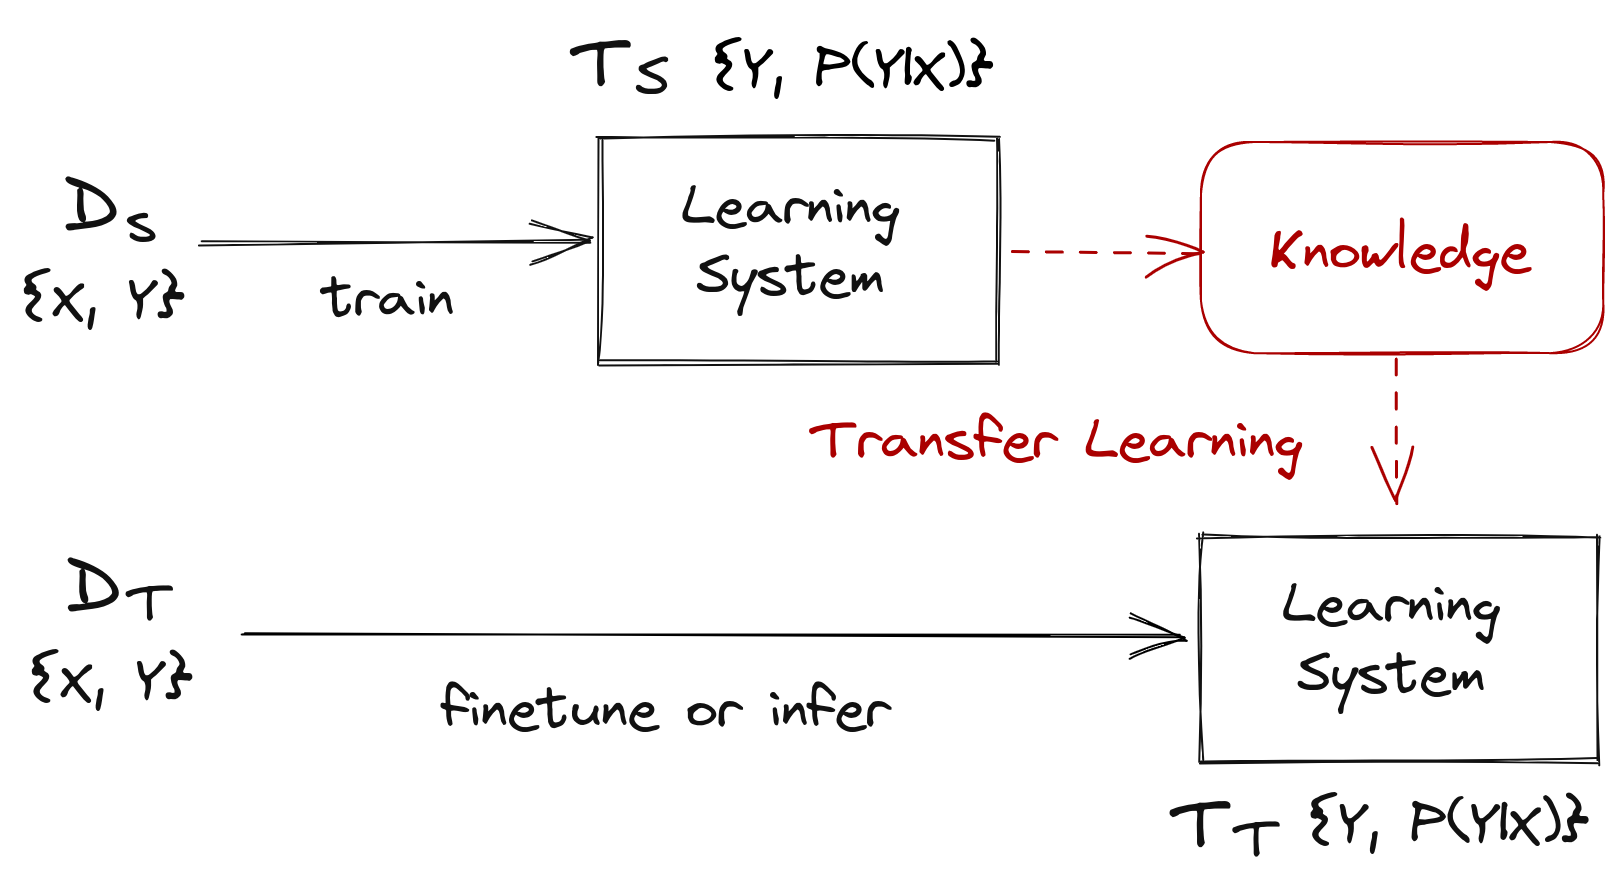 T_S {Y, P(Y|X)}
D_S
{X, Y}
train
Learning
System
Knowledge
Transfer Learning
D_T
{X, Y}
finetune or infer
Learning
System
T_T {Y, P(Y|X)}